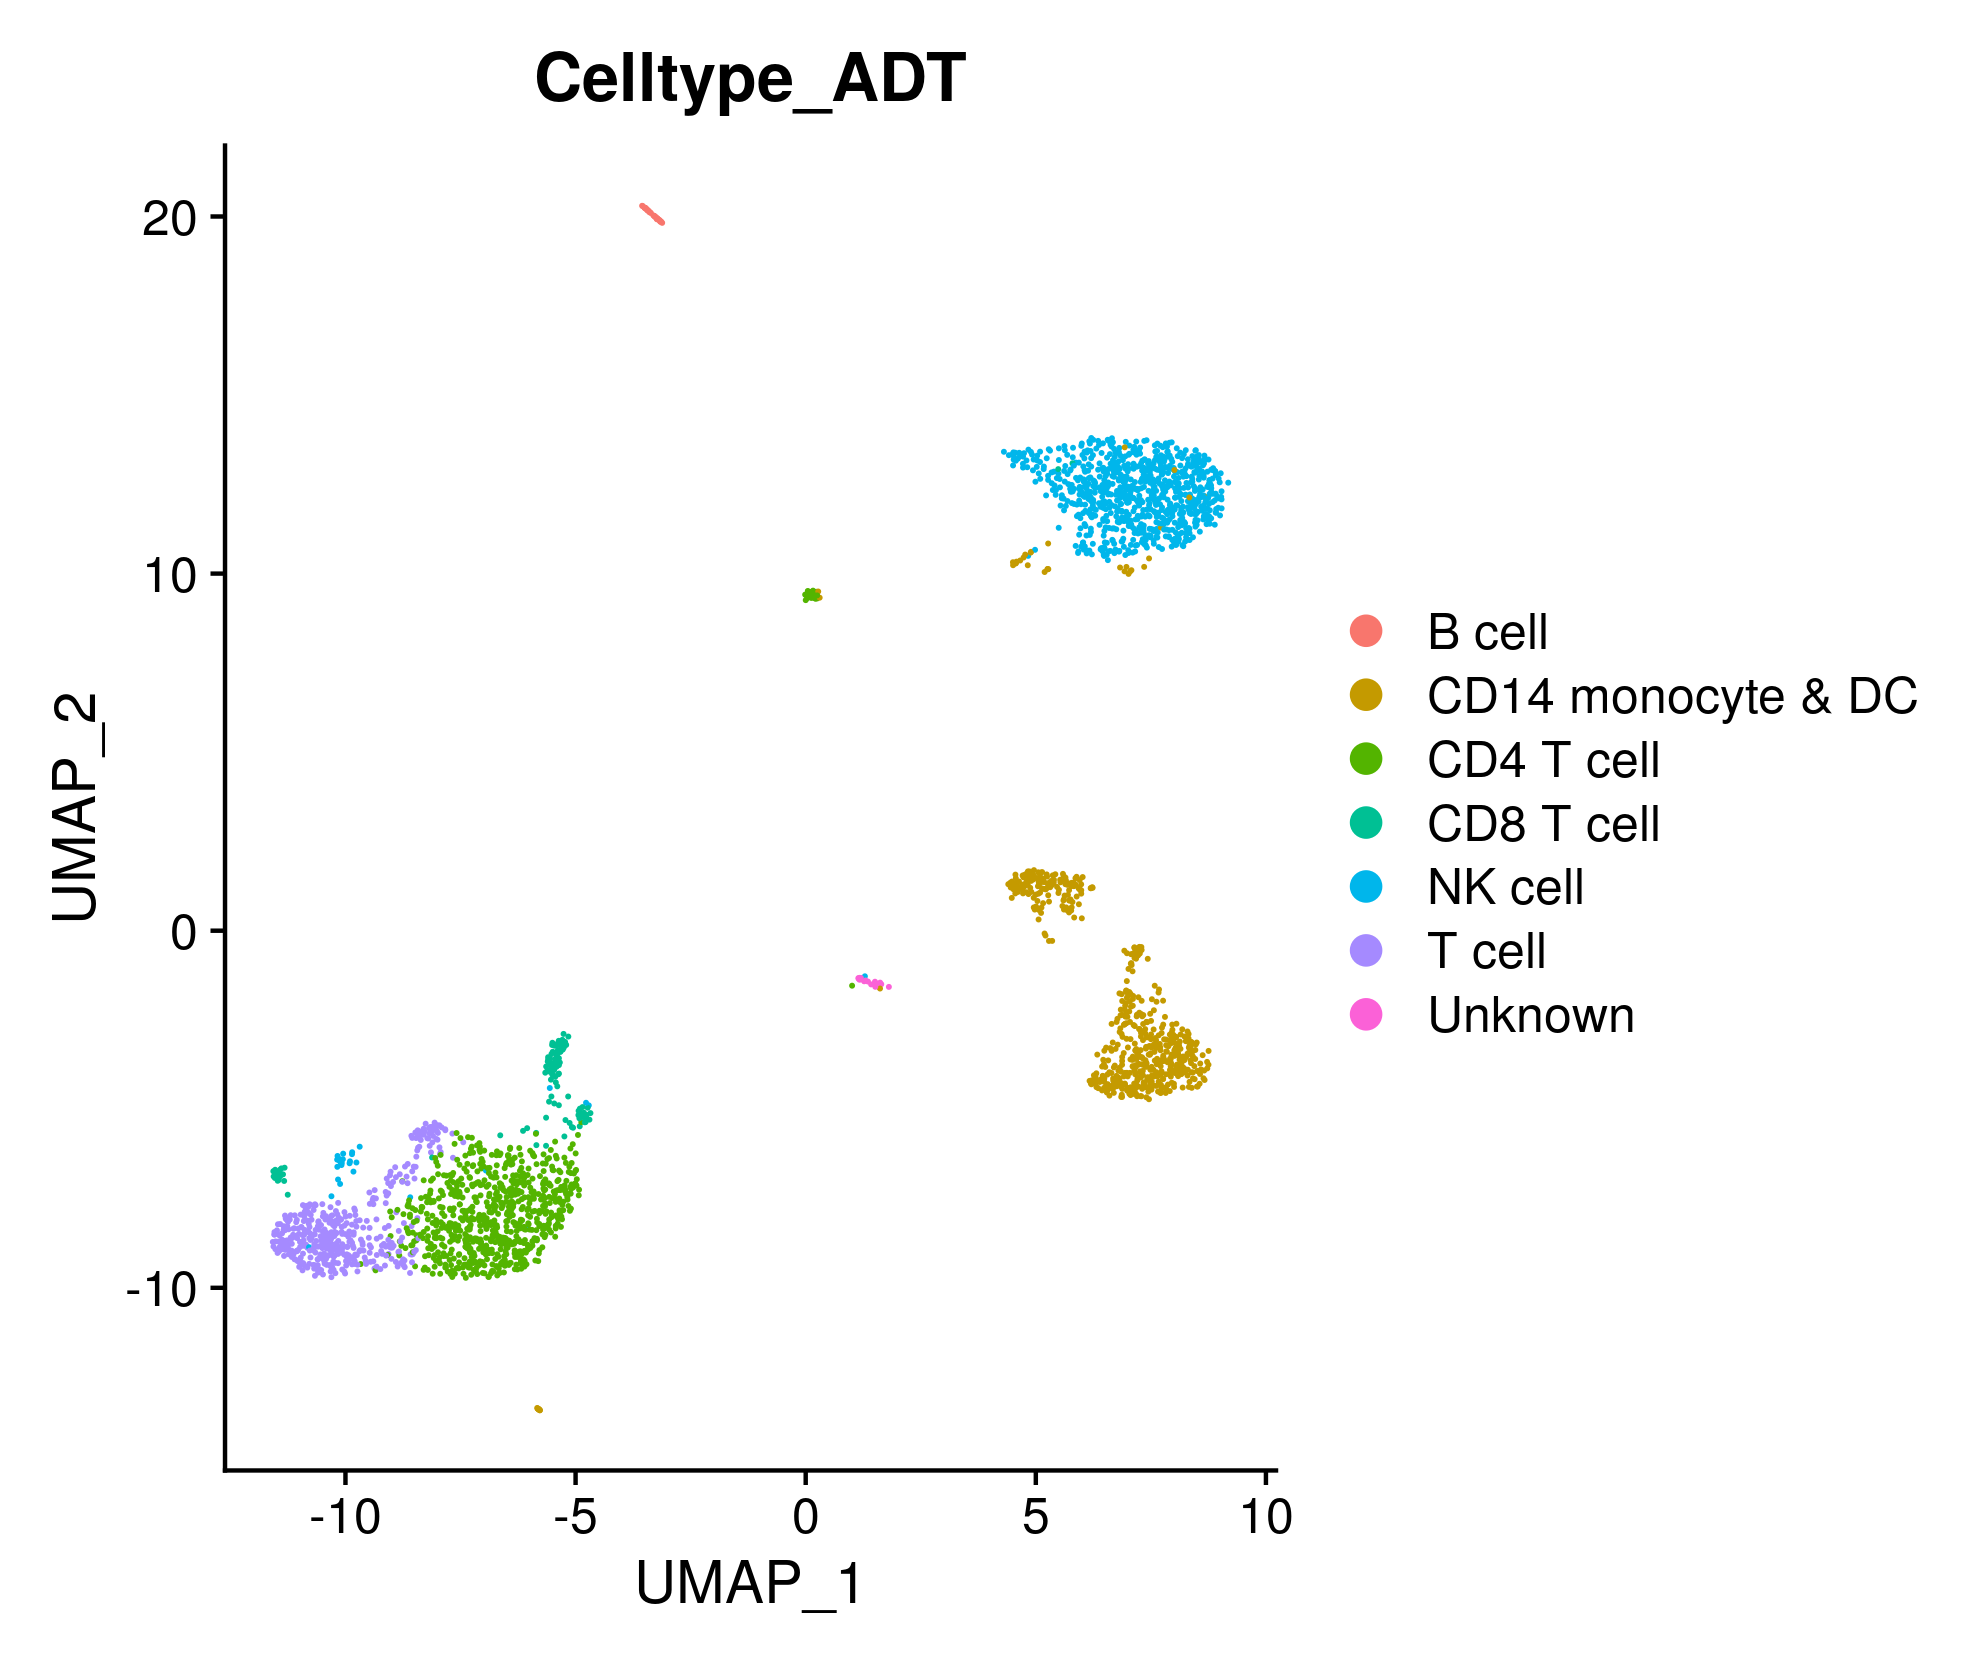 Celltype_ADT
20
10
0
-10
UMAP_2
-10
-5
0
5
10
UMAP_1
B cell
CD14 monocyte & DC
CD4 T cell
CD8 T cell
NK cell
T cell
Unknown